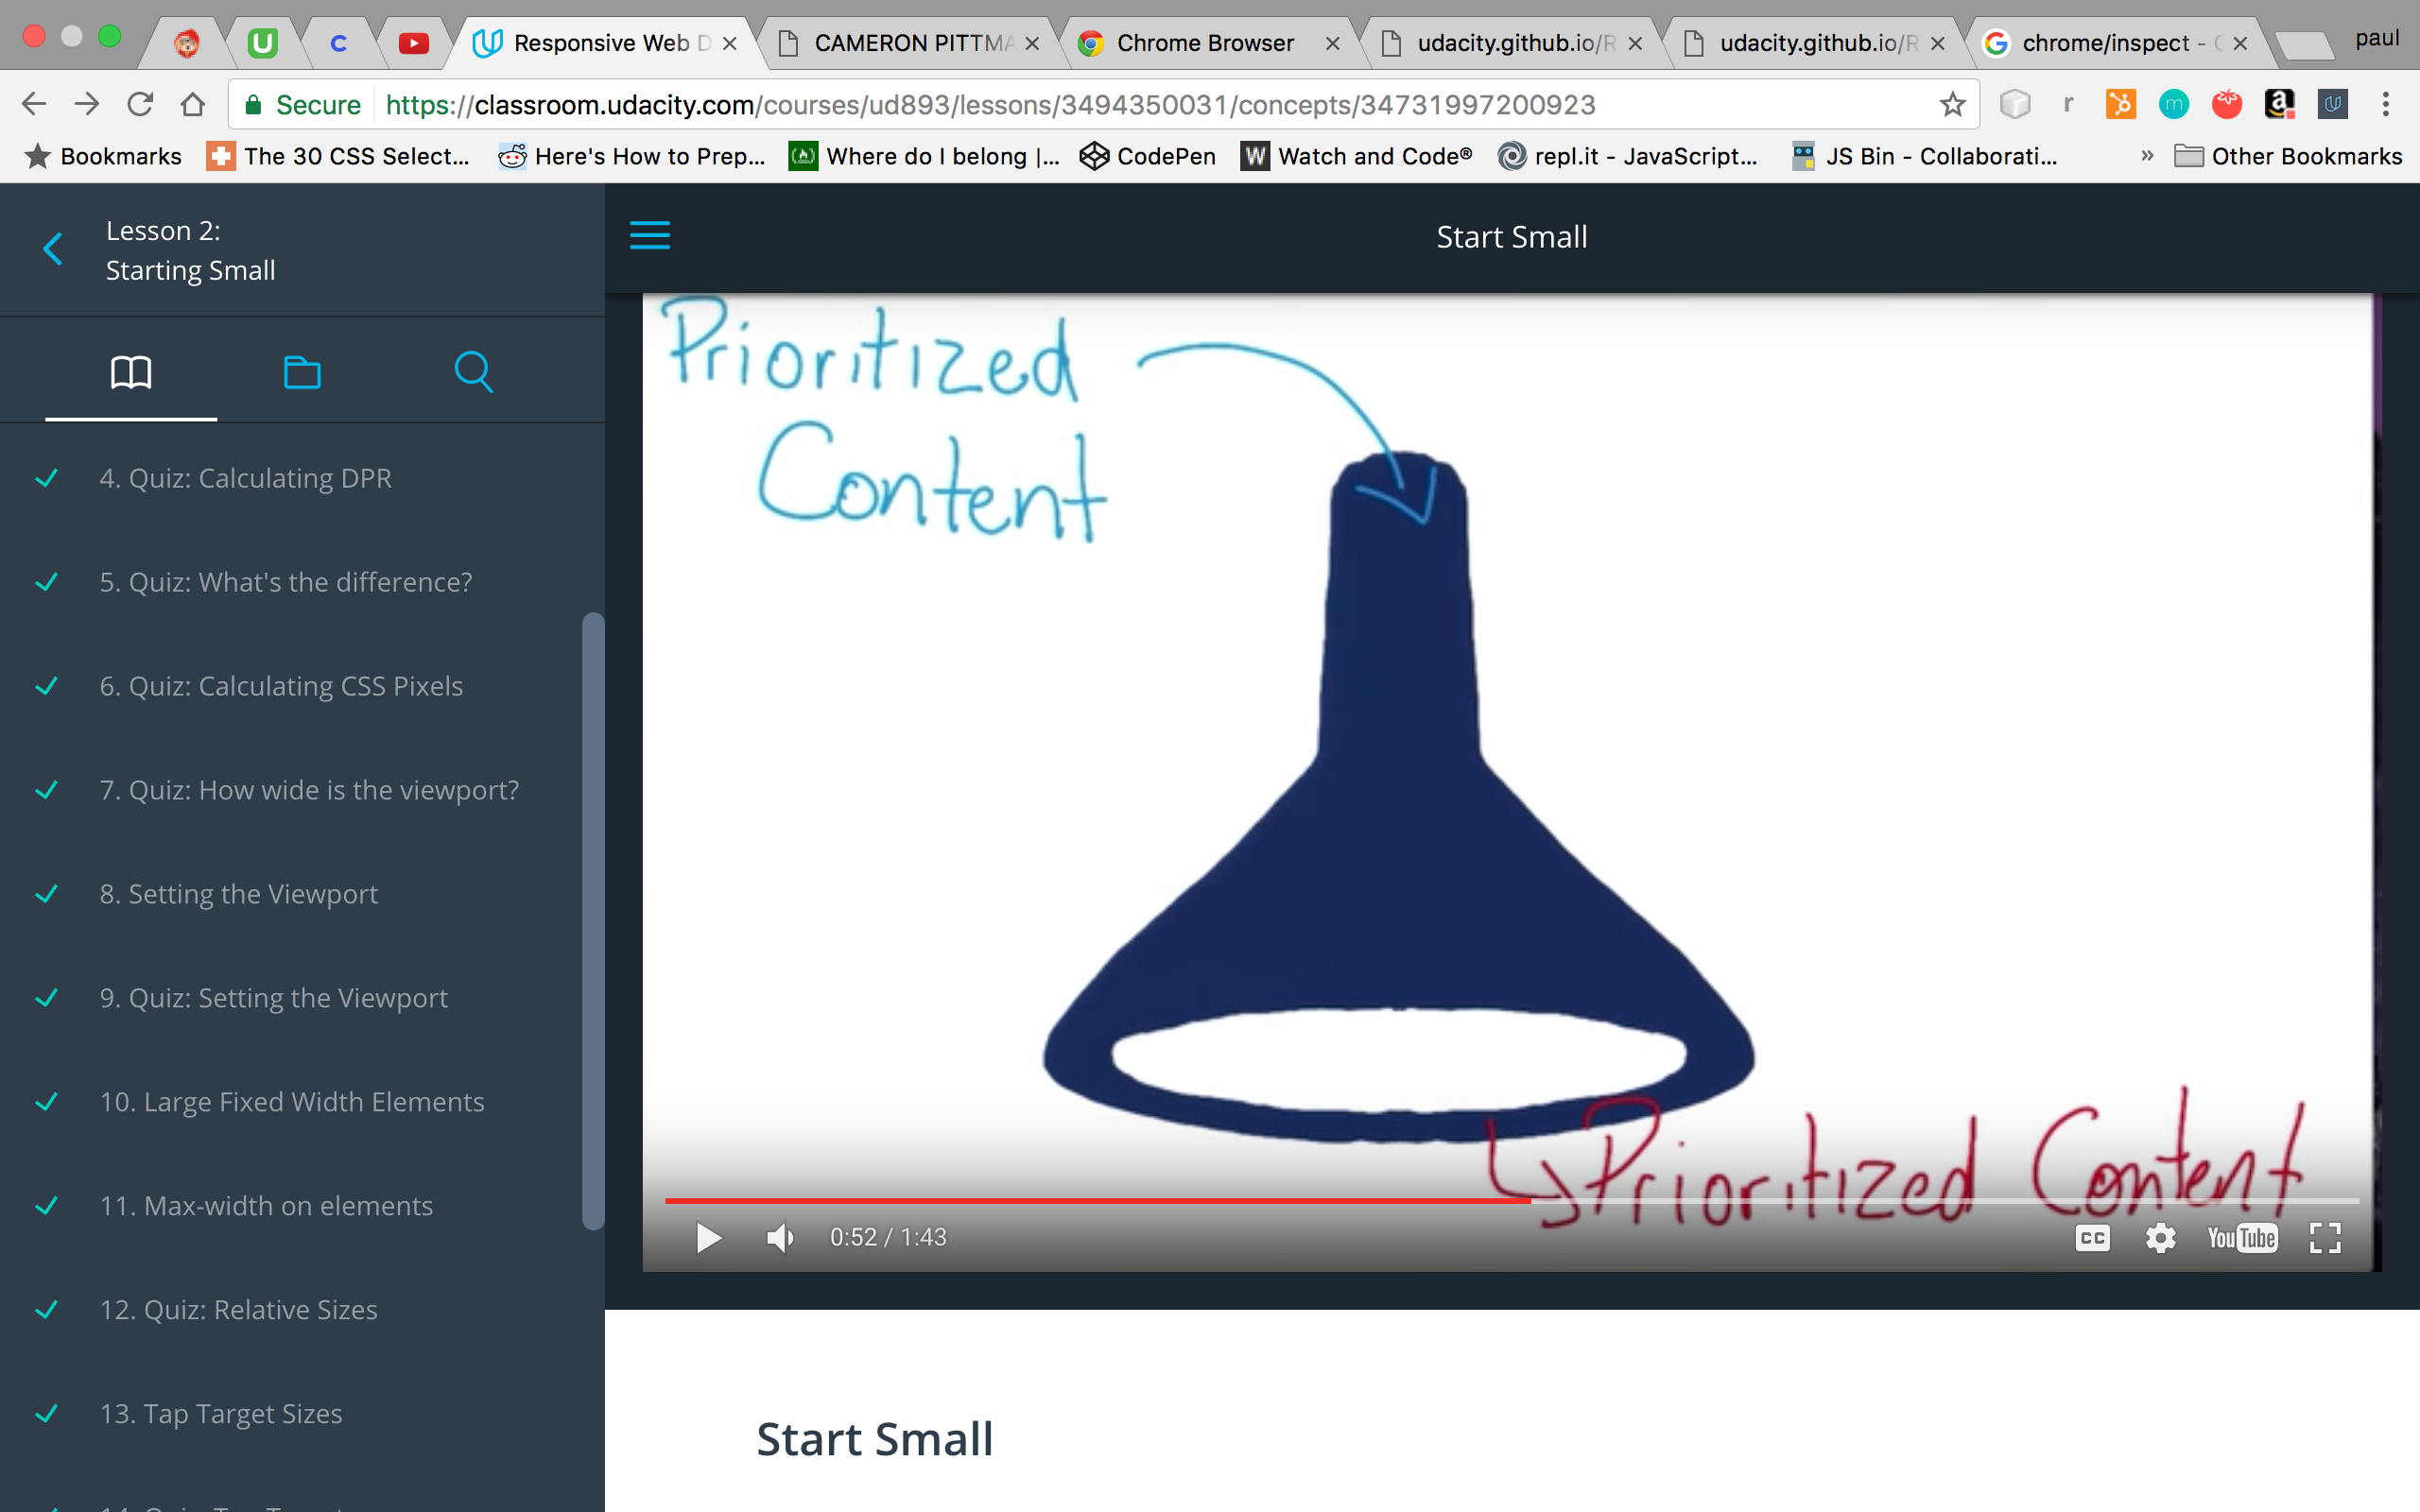 Responsive Web D
CAMERON PITTMA
Chrome Browser
udacity.github.io/R
udacity.github.io/R
chrome/inspect - C
paul
Secure
https://classroom.udacity.com/courses/ud893/lessons/3494350031/concepts/34731997200923
Bookmarks
The 30 CSS Select...
Here's How to Prep...
Where do I belong |...
CodePen
Watch and Code®
repl.it - JavaScript...
JS Bin - Collaborati...
»
Other Bookmarks
Lesson 2:
Starting Small
4. Quiz: Calculating DPR
5. Quiz: What's the difference?
6. Quiz: Calculating CSS Pixels
7. Quiz: How wide is the viewport?
8. Setting the Viewport
9. Quiz: Setting the Viewport
10. Large Fixed Width Elements
11. Max-width on elements
12. Quiz: Relative Sizes
13. Tap Target Sizes
Start Small
Prioritized
Content
Prioritized Content
0:52 / 1:43
CC
YouTube
Start Small